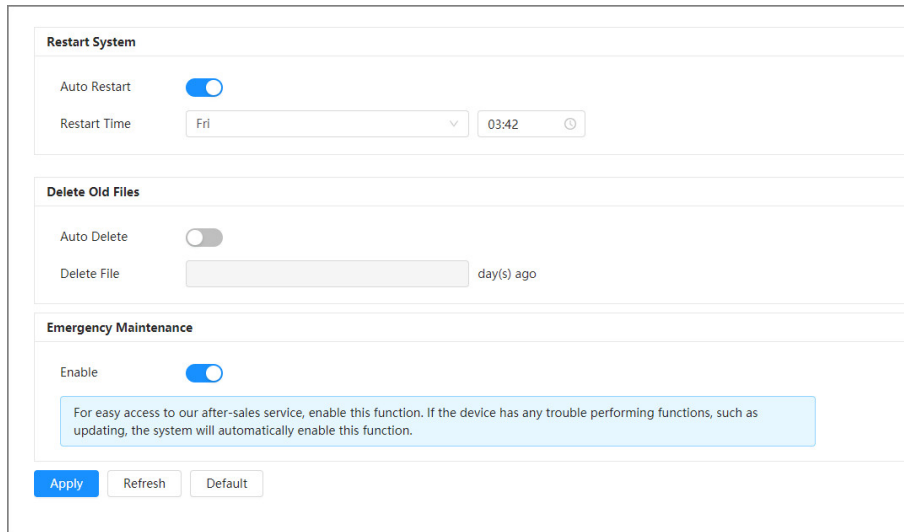 Restart System
Auto Restart
Restart Time Fri 03:42
Delete Old Files
Auto Delete
Delete File day(s) ago
Emergency Maintenance
Enable
For easy access to our after-sales service, enable this function. If the device has any trouble performing functions, such as
updating, the system will automatically enable this function.
Apply Refresh Default